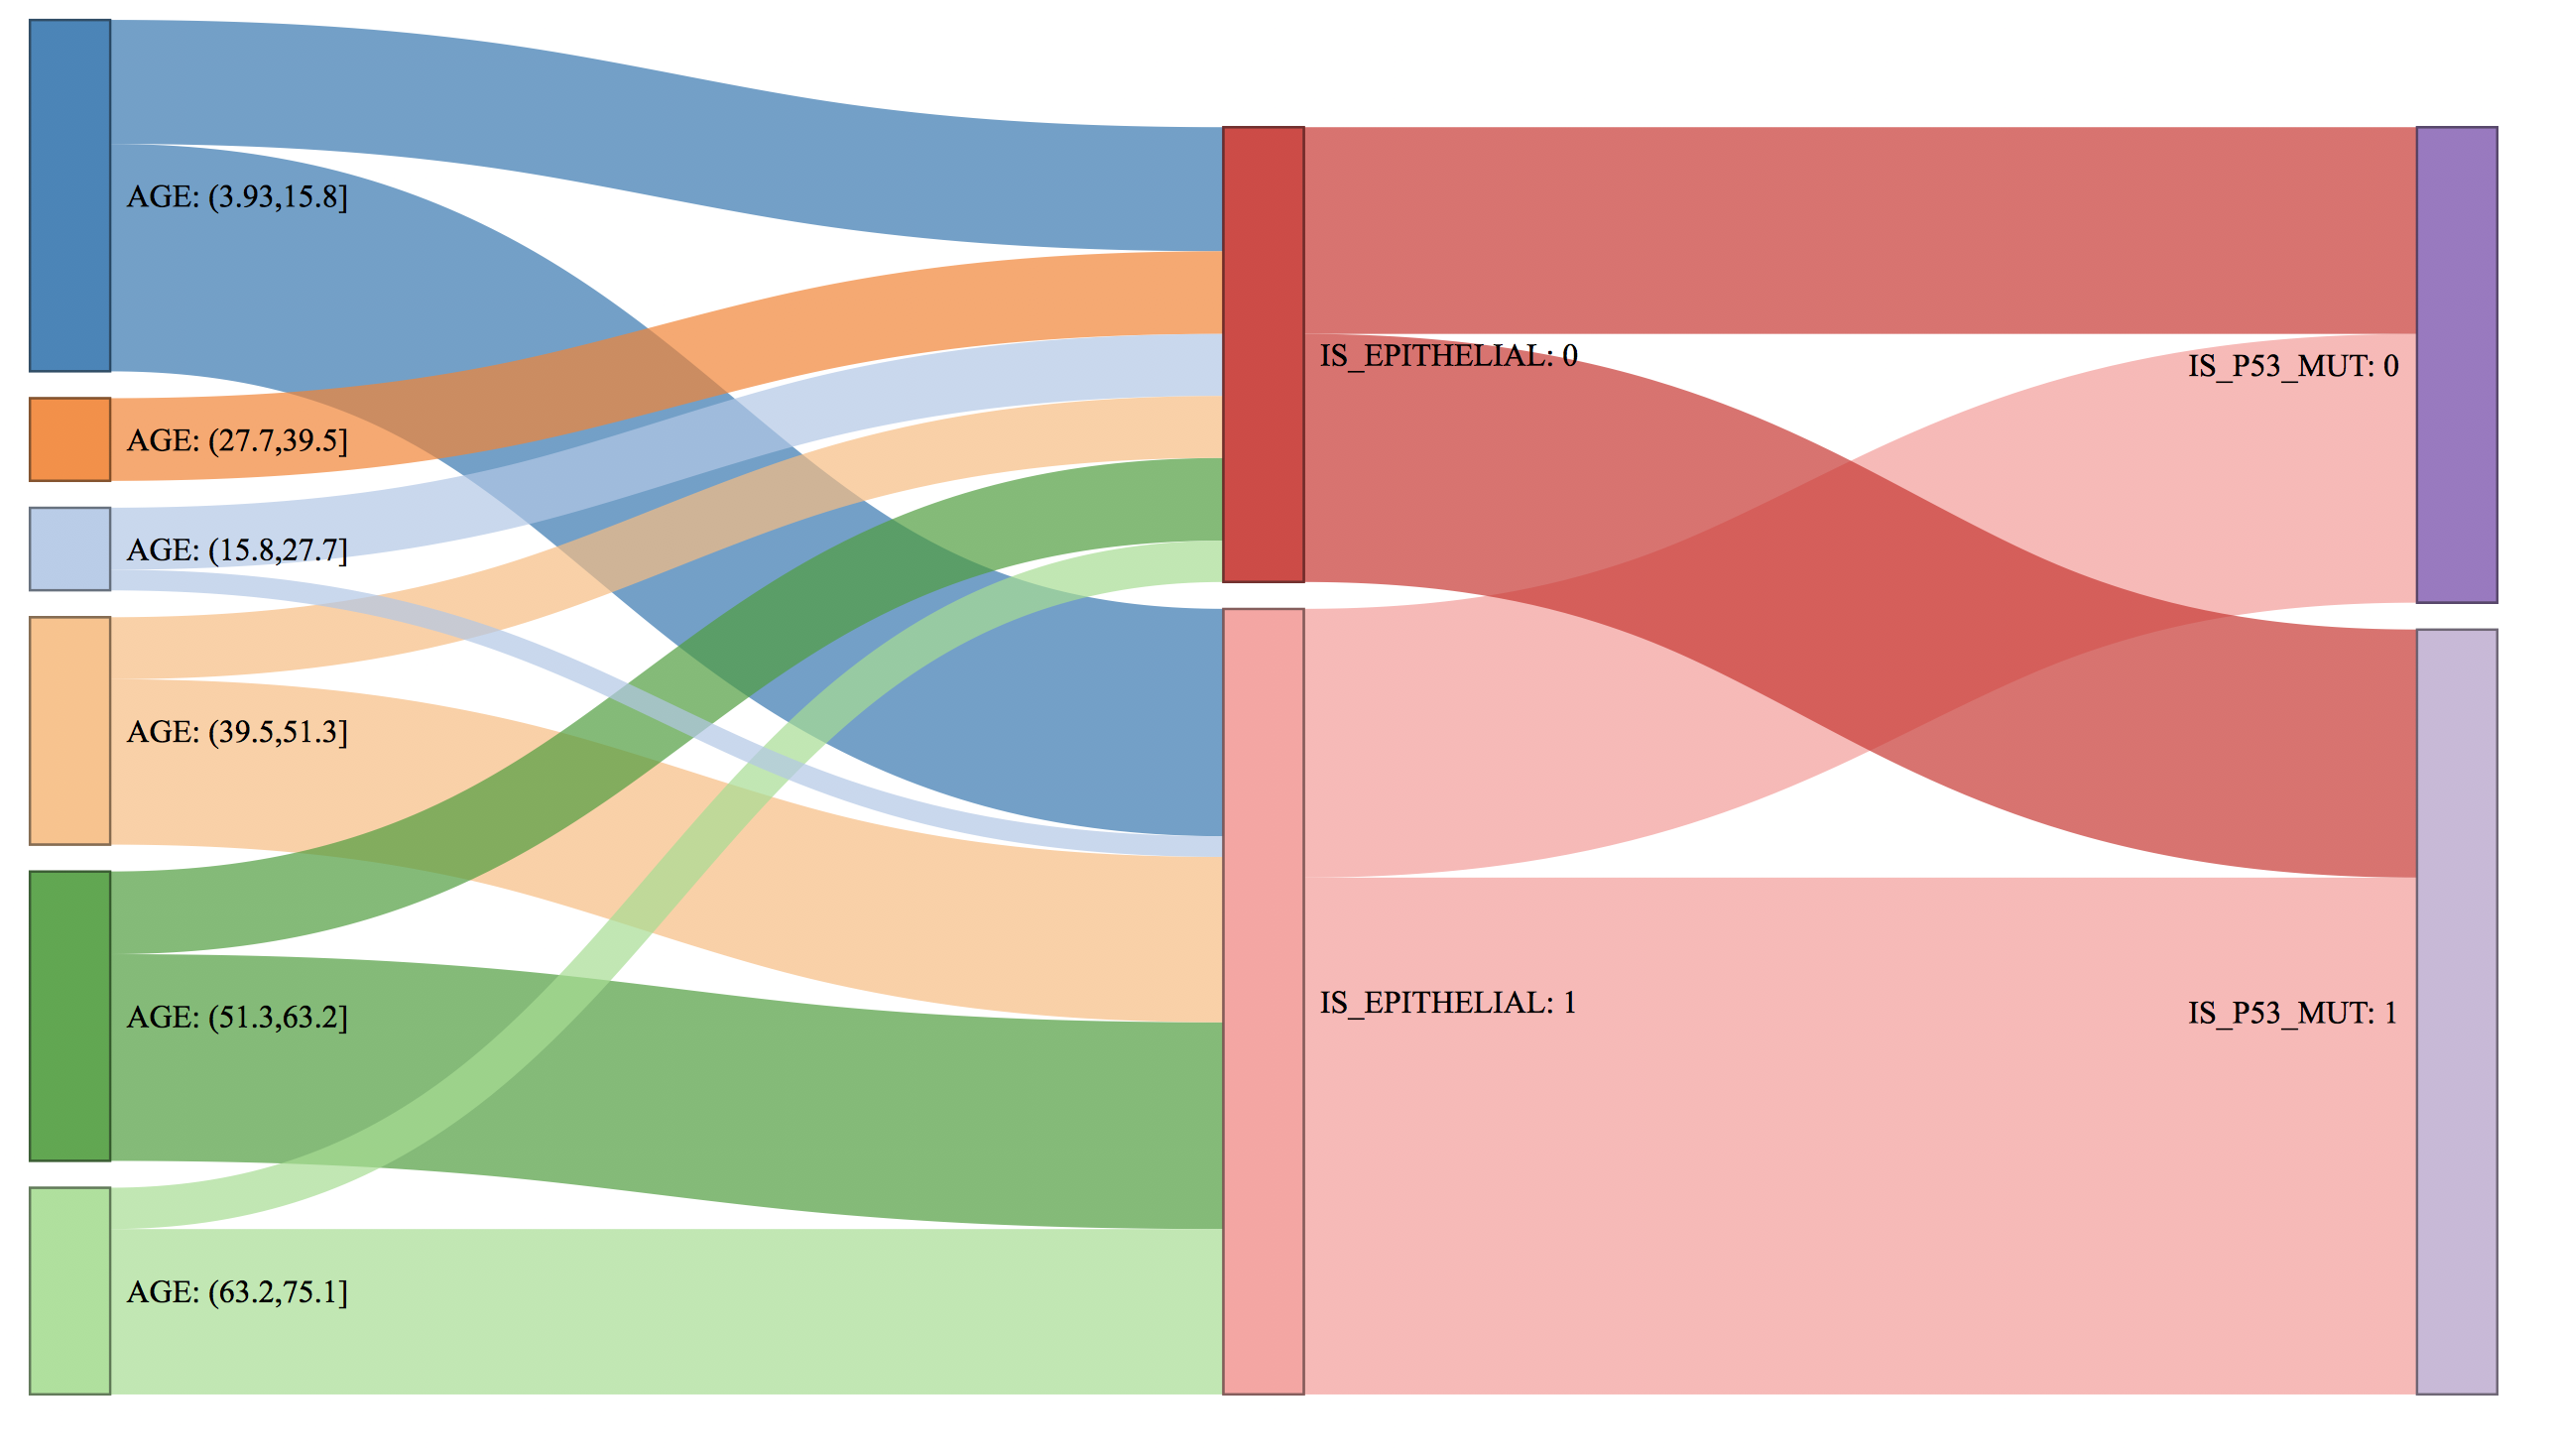 AGE: (3.93,15.8]
AGE: (27.7,39.5]
AGE: (15.8,27.7]
AGE: (39.5,51.3]
AGE: (51.3,63.2]
AGE: (63.2,75.1]
IS_EPITHELIAL: 0
IS_EPITHELIAL: 1
IS_P53_MUT: 0
IS_P53_MUT: 1